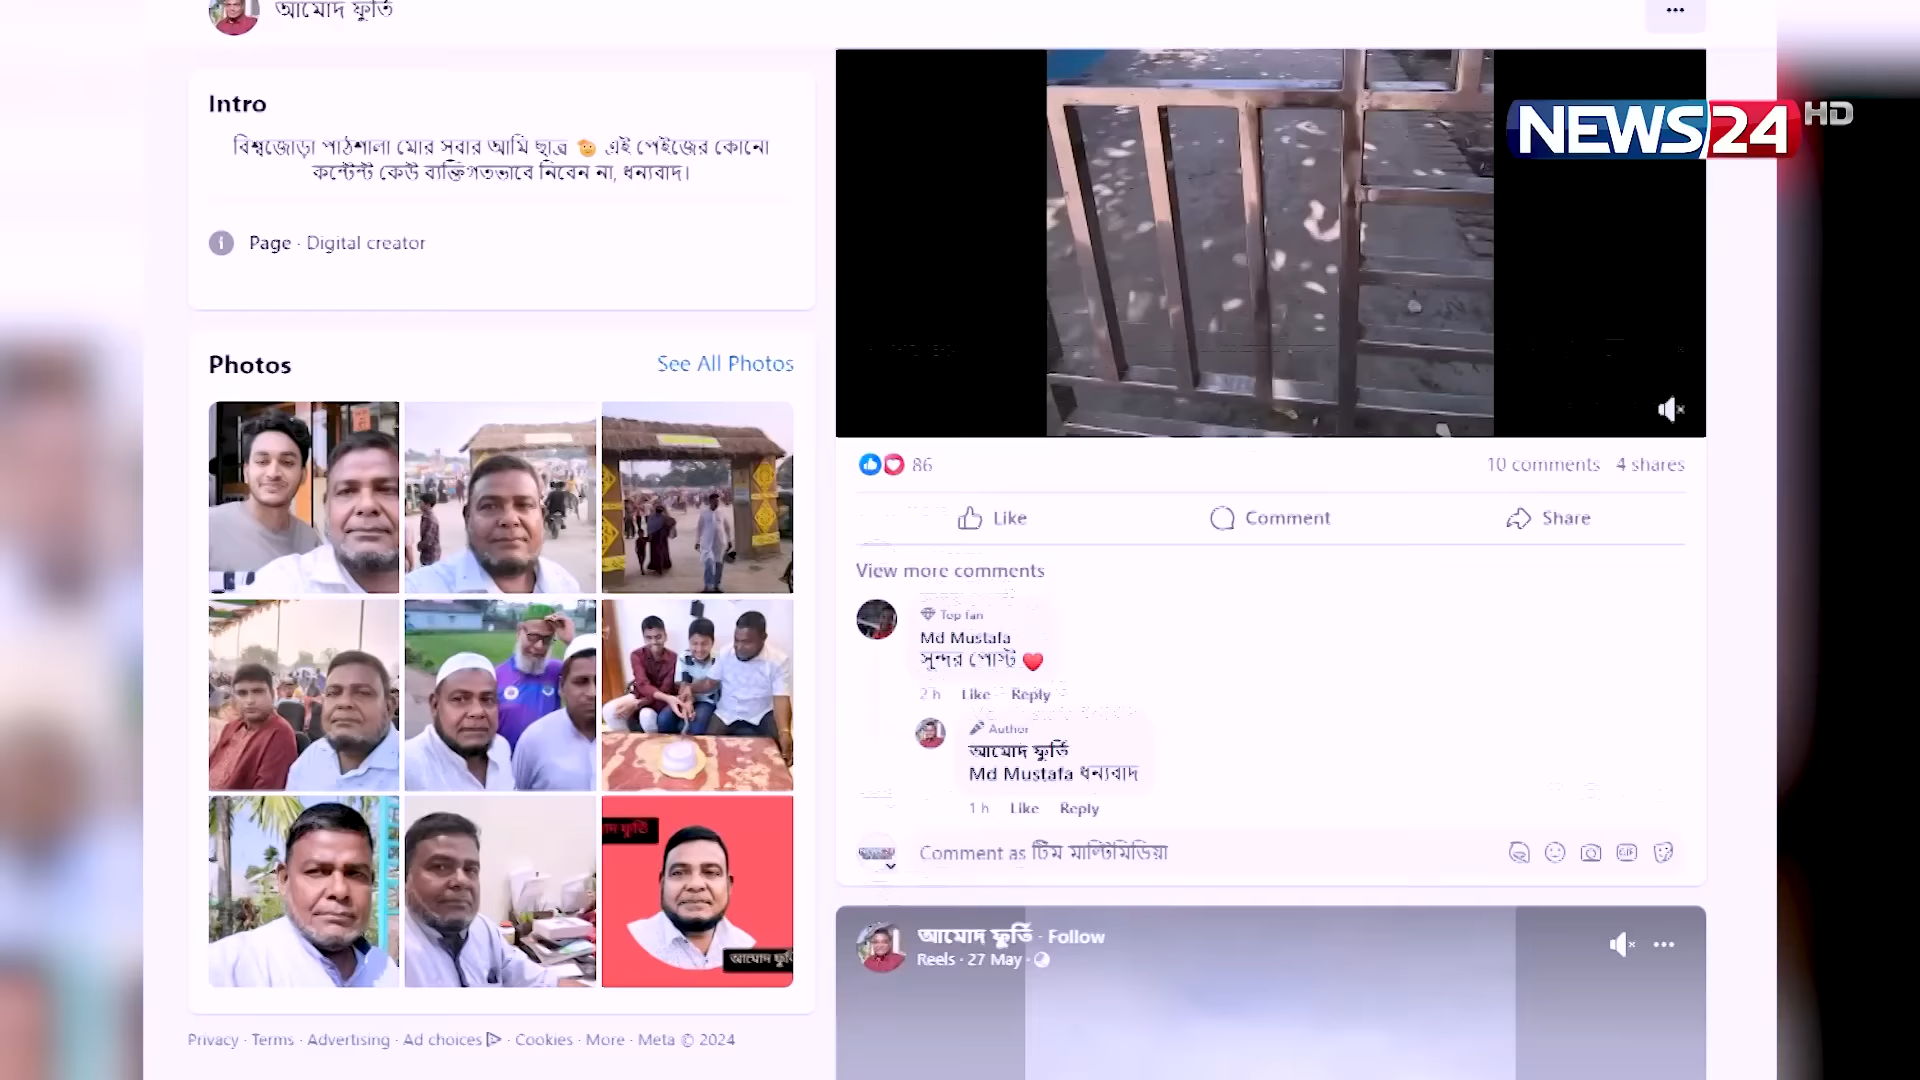 আমোদ ফুর্তি
Intro
বিশ্বজোড়া পাঠশালা মোর সবার আমি ছাত্র 🫡 এই পেইজের কোনো
কন্টেন্ট কেউ ব্যক্তিগতভাবে নিবেন না, ধন্যবাদ।
Page · Digital creator
Photos
See All Photos
আমোদ ফুর্তি
Privacy · Terms · Advertising · Ad choices · Cookies · More · Meta © 2024
NEWS24 HD
86
10 comments 4 shares
Like
Comment
Share
View more comments
Top fan
Md Mustafa
সুন্দর পোস্ট ❤️
2 h Like Reply
Author
আমোদ ফুর্তি
Md Mustafa ধন্যবাদ
1 h Like Reply
Comment as টিম মাল্টিমিডিয়া
GIF
আমোদ ফুর্তি · Follow
Reels · 27 May ·